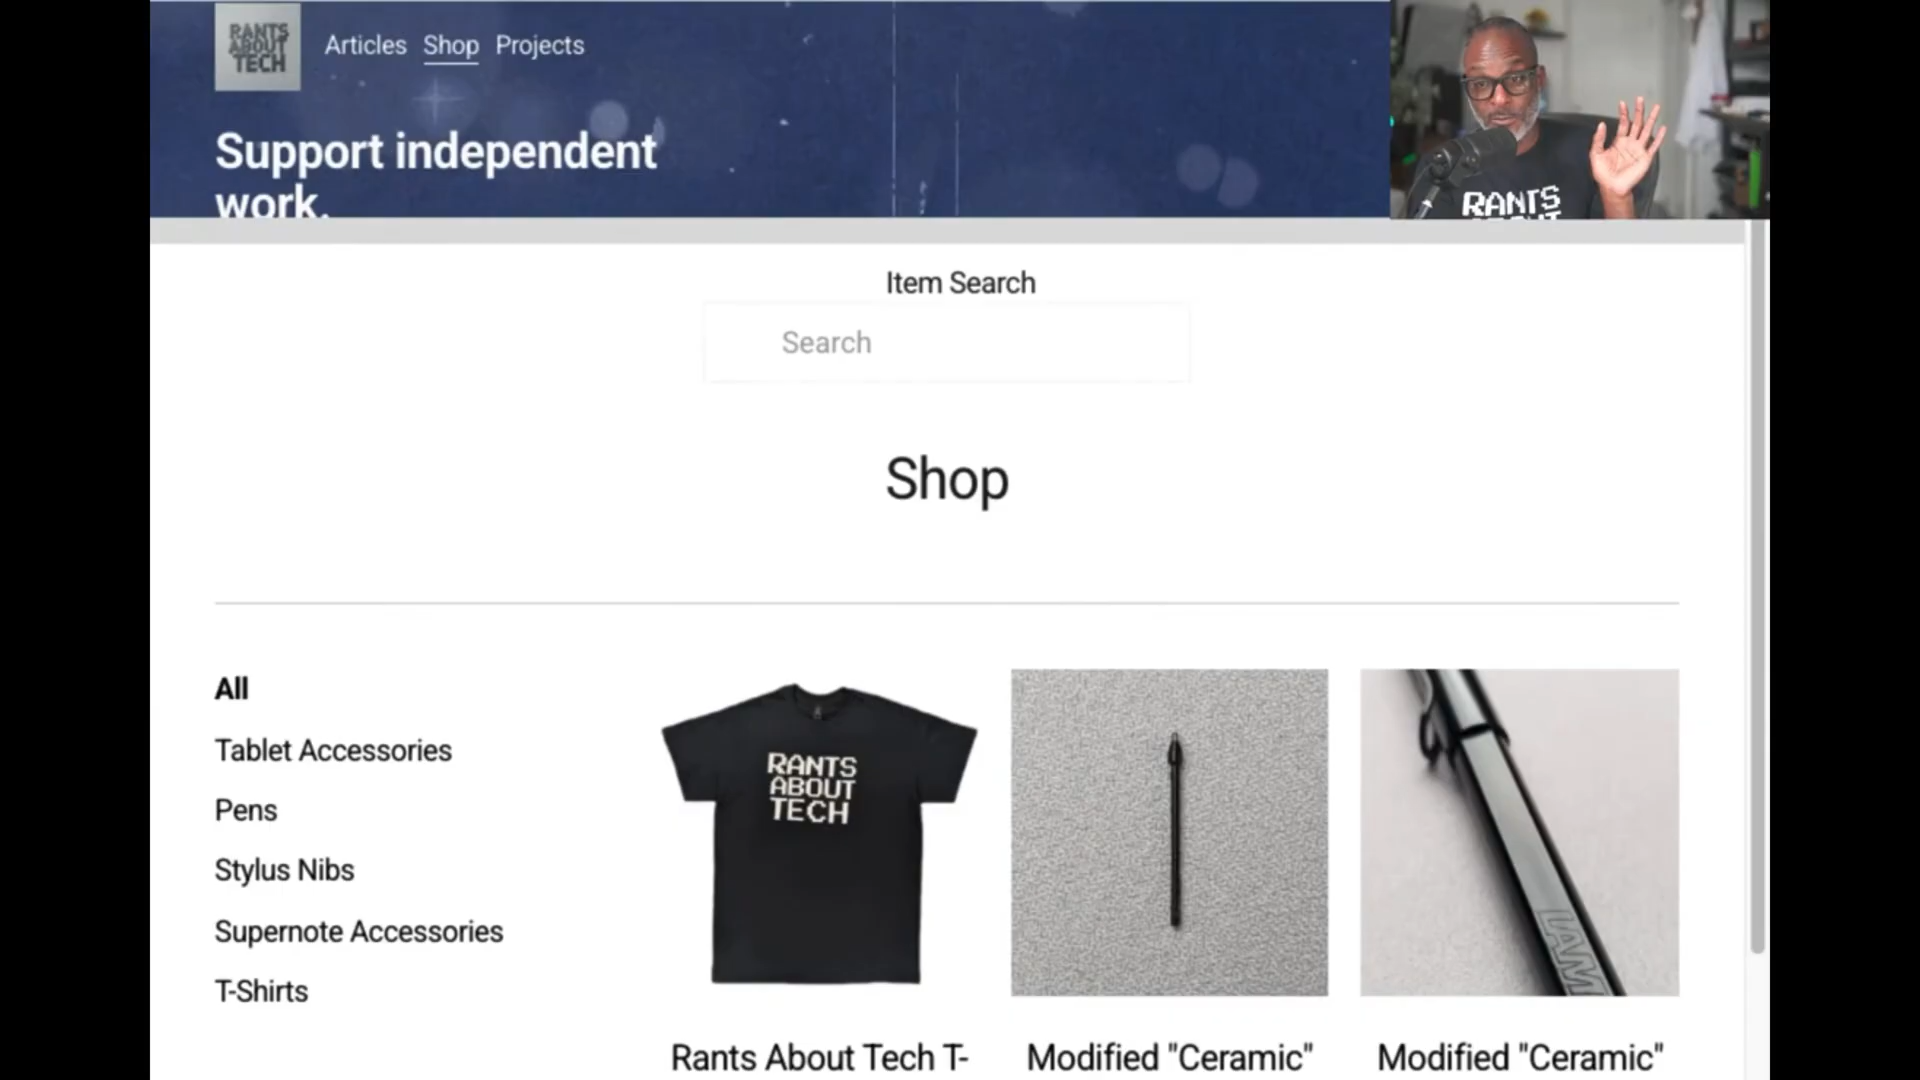 RANTS
ABOUT
TECH
Articles Shop Projects
Support independent
work.
RANTS
Item Search
Search
Shop
All
Tablet Accessories
Pens
Stylus Nibs
Supernote Accessories
T-Shirts
RANTS
ABOUT
TECH
LAM
Rants About Tech T-
Modified "Ceramic"
Modified "Ceramic"